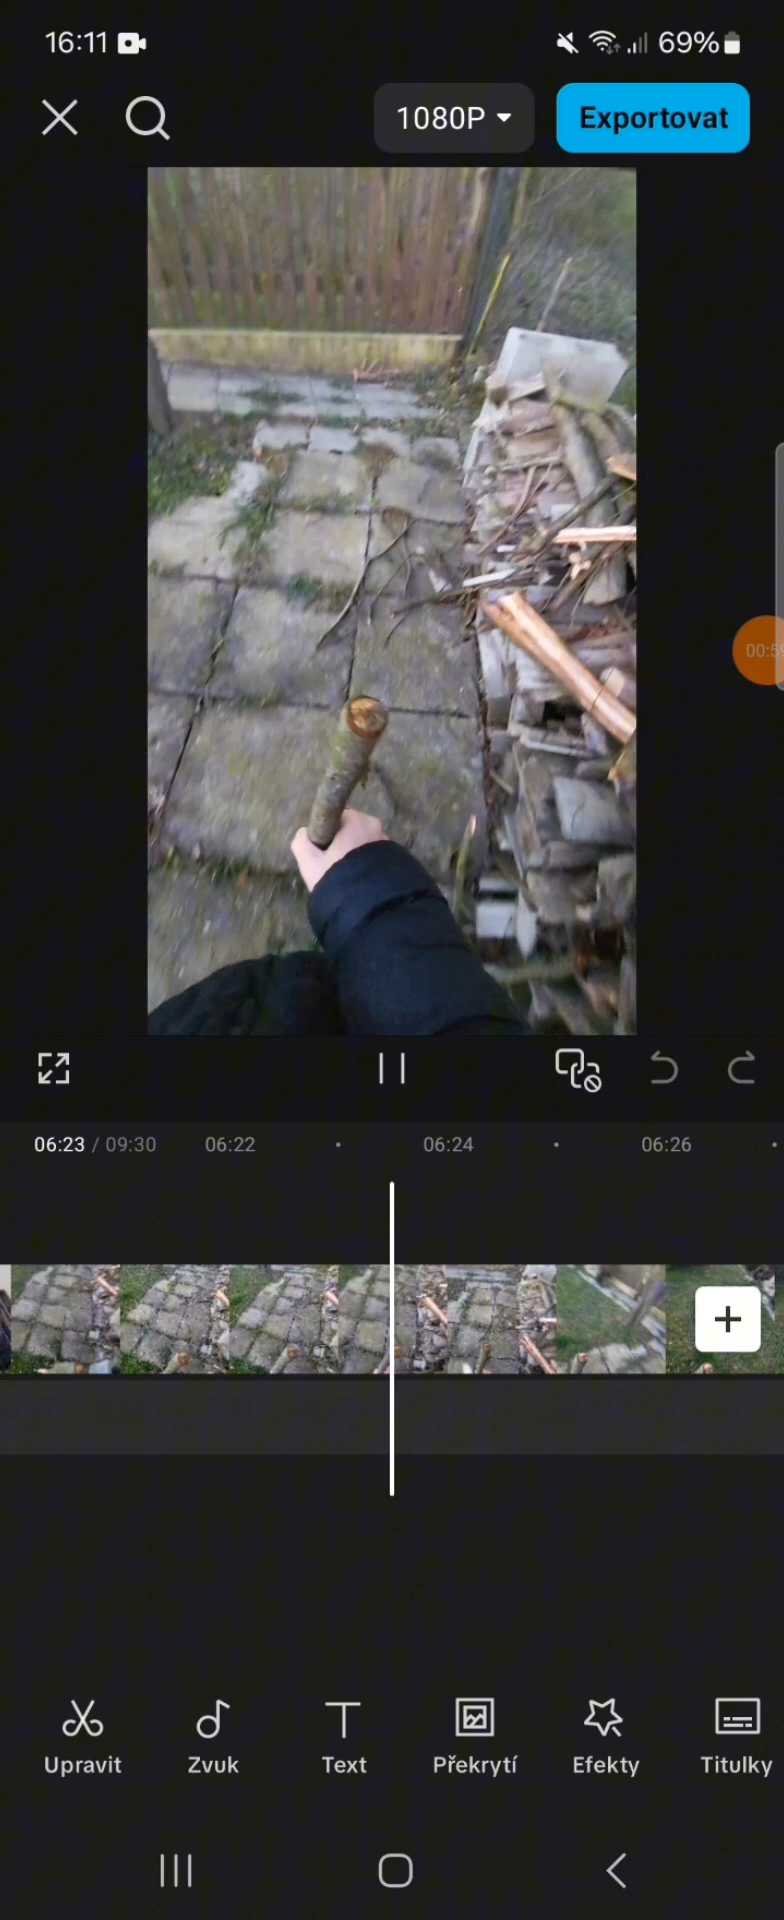 16:11 69%
1080P Exportovat
06:23 / 09:30 06:22 06:24 06:26
Upravit Zvuk Text Překrytí Efekty Titulky